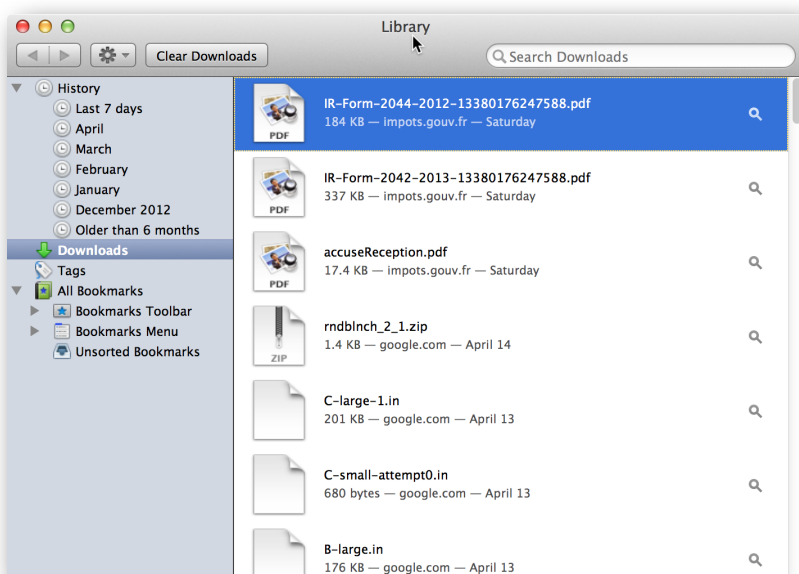 Library
Clear Downloads
Search Downloads
History
Last 7 days
April
March
February
January
December 2012
Older than 6 months
Downloads
Tags
All Bookmarks
Bookmarks Toolbar
Bookmarks Menu
Unsorted Bookmarks
PDF
IR-Form-2044-2012-13380176247588.pdf
184 KB — impots.gouv.fr — Saturday
PDF
IR-Form-2042-2013-13380176247588.pdf
337 KB — impots.gouv.fr — Saturday
PDF
accuseReception.pdf
17.4 KB — impots.gouv.fr — Saturday
ZIP
rndblnch_2_1.zip
1.4 KB — google.com — April 14
C-large-1.in
201 KB — google.com — April 13
C-small-attempt0.in
680 bytes — google.com — April 13
B-large.in
176 KB — google.com — April 13